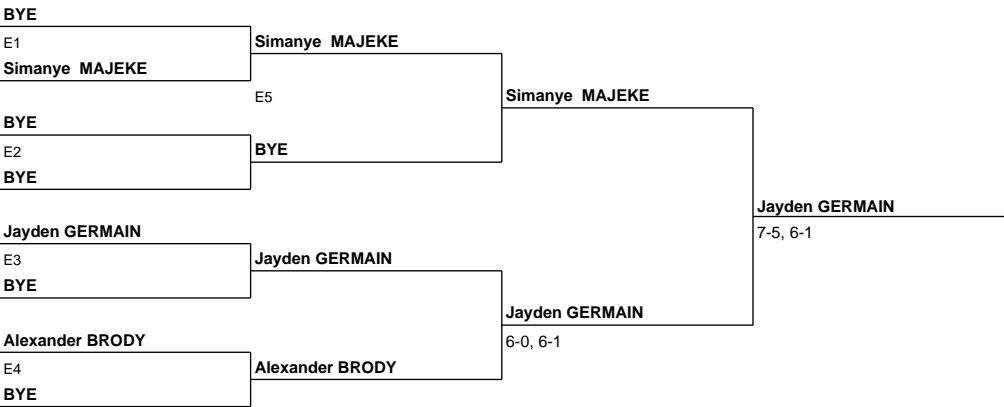 BYE
E1
Simanye MAJEKE
BYE
E2
BYE
Jayden GERMAIN
E3
BYE
Alexander BRODY
E4
BYE
Simanye MAJEKE
E5
BYE
Jayden GERMAIN
Alexander BRODY
Simanye MAJEKE
Jayden GERMAIN
6-0, 6-1
Jayden GERMAIN
7-5, 6-1